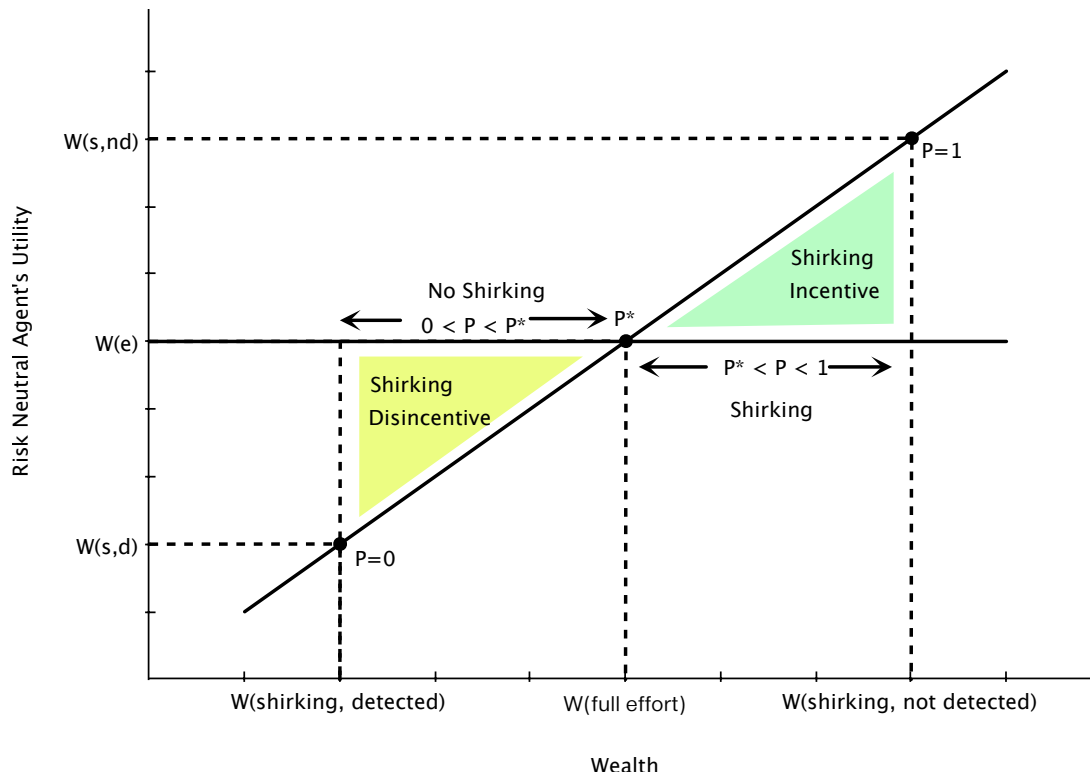 W(s,nd)
P=1
Shirking
Incentive
No Shirking
0 < P < P*
P*
W(e)
P* < P < 1
Shirking
Disincentive
Shirking
W(s,d)
P=0
Risk Neutral Agent's Utility
W(shirking, detected)
W(full effort)
W(shirking, not detected)
Wealth